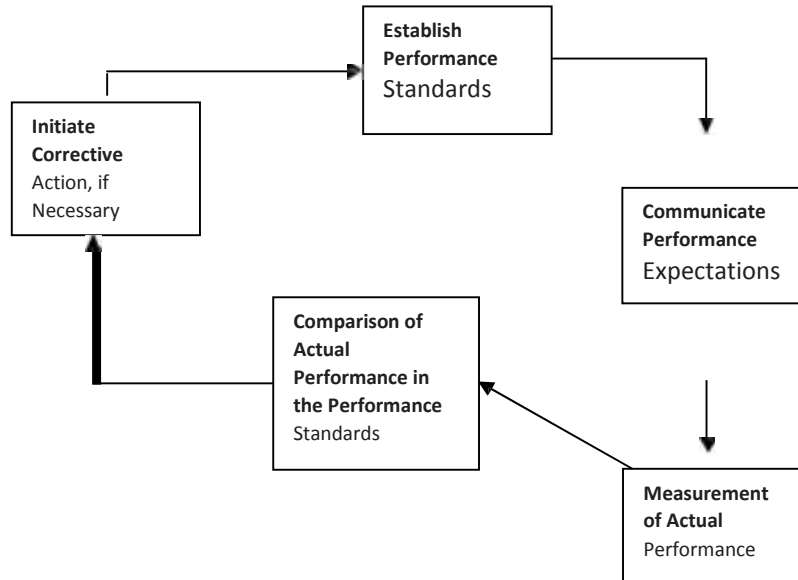 Establish
Performance
Standards
Initiate
Corrective
Action, if
Necessary
Communicate
Performance
Expectations
Comparison of
Actual
Performance in
the Performance
Standards
Measurement
of Actual
Performance